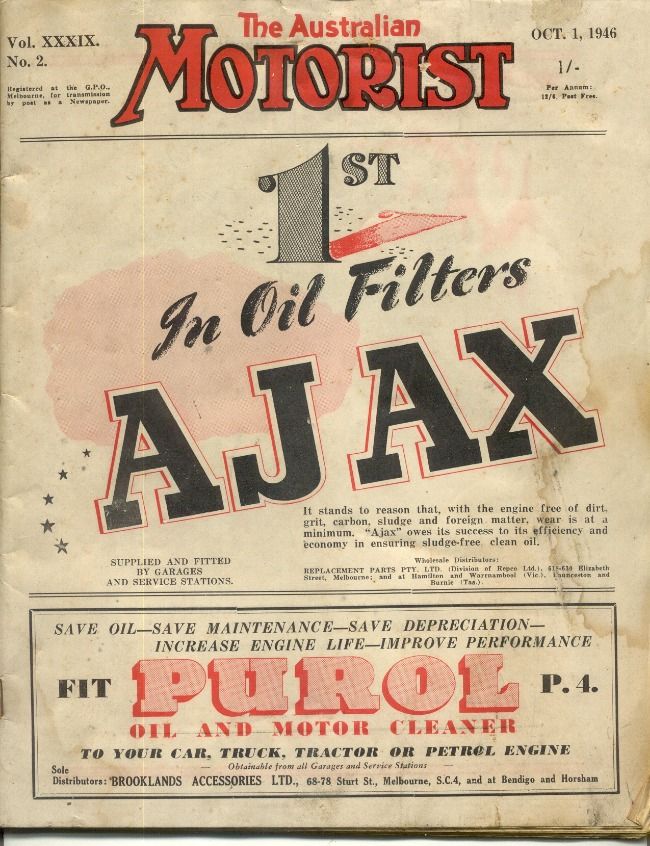 The Australian
MOTORIST
Vol. XXXIX.
No. 2.
Registered at the G.P.O.,
Melbourne, for transmission
by post as a Newspaper.
OCT. 1, 1946
1/-
Per Annum:
12/6. Post Free.
1ST
In Oil Filters
AJAX
It stands to reason that, with the engine free of dirt,
grit, carbon, sludge and foreign matter, wear is at a
minimum. "Ajax" owes its success to its efficiency and
economy in ensuring sludge-free, clean oil.
SUPPLIED AND FITTED
BY GARAGES
AND SERVICE STATIONS.
Wholesale Distributors:
REPLACEMENT PARTS PTY. LTD. (Division of Repco Ltd.), 618-630 Elizabeth
Street, Melbourne; and at Hamilton and Warrnambool (Vic.), Launceston and
Burnie (Tas.).
SAVE OIL—SAVE MAINTENANCE—SAVE DEPRECIATION—
INCREASE ENGINE LIFE—IMPROVE PERFORMANCE
FIT PUROL P.4.
OIL AND MOTOR CLEANER
TO YOUR CAR, TRUCK, TRACTOR OR PETROL ENGINE
— Obtainable from all Garages and Service Stations —
Sole
Distributors: BROOKLANDS ACCESSORIES LTD., 68-78 Sturt St., Melbourne, S.C.4, and at Bendigo and Horsham